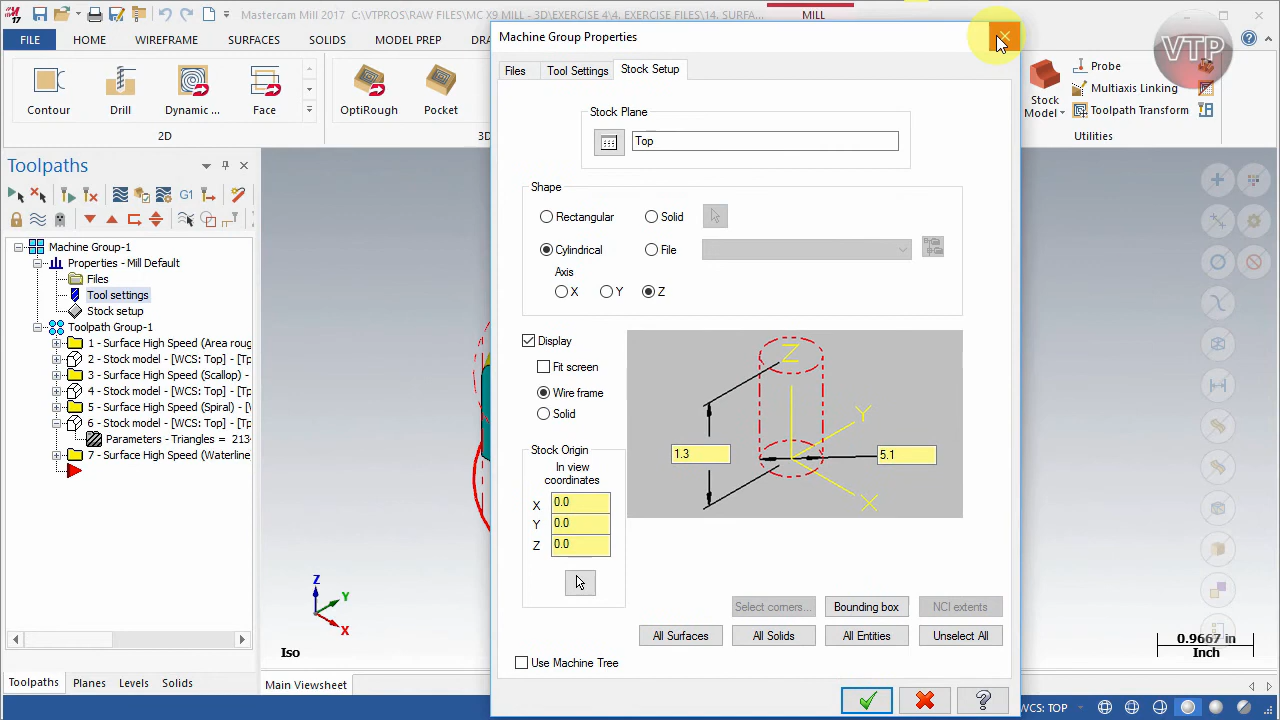 Mastercam Mill 2017 - C:\VTPROS\RAW FILES\MC X9 MILL - 3D\EXERCISE 4\4, EXERCISE FILES\14. SURFA...
MILL
FILE
HOME
WIREFRAME
SURFACES
SOLIDS
MODEL PREP
VTP
Contour
Drill
Dynamic ...
Face
OptiRough
Pocket
2D
Stock
Model
Probe
Multiaxis Linking
Toolpath Transform
Utilities
Machine Group Properties
Files
Tool Settings
Stock Setup
Stock Plane
Top
Shape
Rectangular
Solid
Cylindrical
File
Axis
X
Y
Z
Display
Fit screen
Wire frame
Solid
Stock Origin
In view
coordinates
X 0.0
Y 0.0
Z 0.0
Z
Y
X
1.3
5.1
Select corners...
Bounding box
NCI extents
All Surfaces
All Solids
All Entities
Unselect All
Use Machine Tree
Toolpaths
G1
Machine Group-1
Properties - Mill Default
Files
Tool settings
Stock setup
Toolpath Group-1
1 - Surface High Speed (Area roug
2 - Stock model - [WCS: Top] - [Tp
3 - Surface High Speed (Scallop) -
4 - Stock model - [WCS: Top] - [Tp
5 - Surface High Speed (Spiral) - [
6 - Stock model - [WCS: Top] - [Tp
Parameters - Triangles = 213
7 - Surface High Speed (Waterline
Z
Y
X
Iso
0.9667 in
Inch
Toolpaths
Planes
Levels
Solids
Main Viewsheet
WCS: TOP